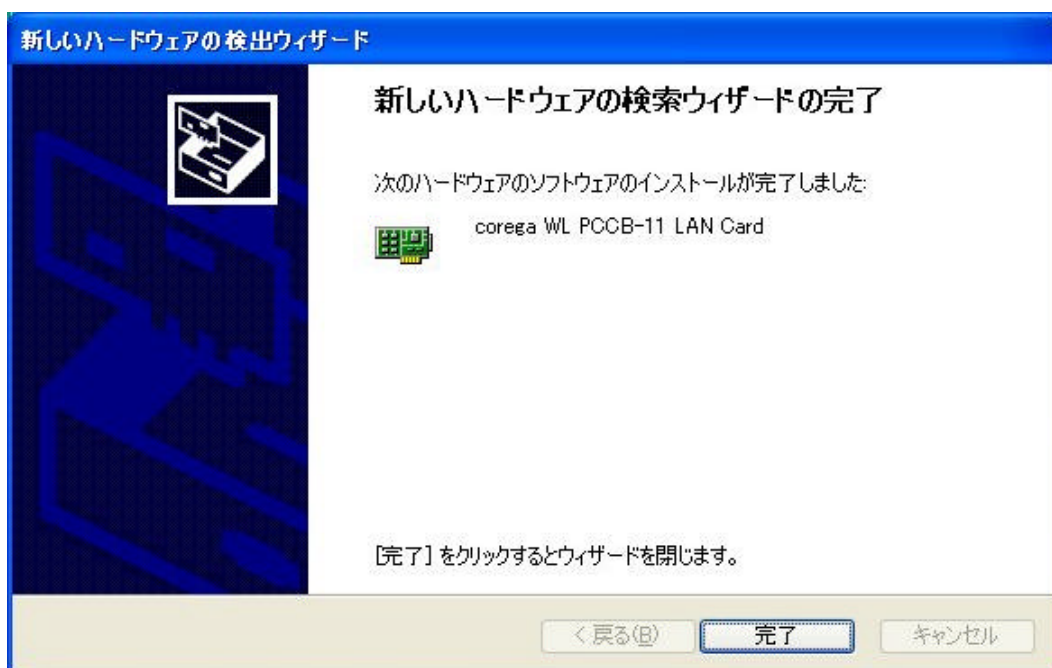 新しいハードウェアの検出ウィザード
新しいハードウェアの検索ウィザードの完了
次のハードウェアのソフトウェアのインストールが完了しました:
corega WL PCCB-11 LAN Card
[完了] をクリックするとウィザードを閉じます。
< 戻る(B)
完了
キャンセル